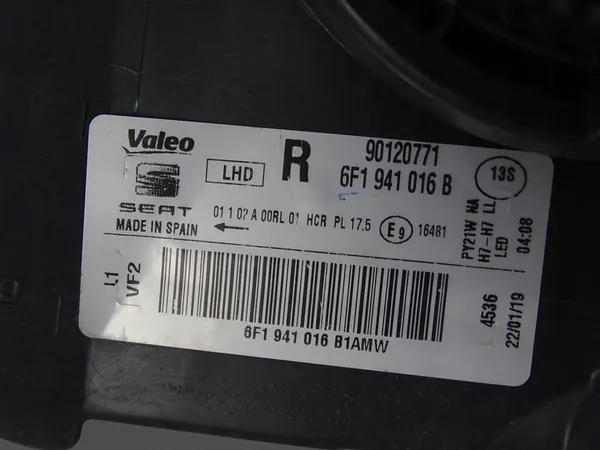 Valeo
LHD
R
90120771
6F1 941 016 B
13S
SEAT
MADE IN SPAIN
01 1 02 A 00RL 01 HCR PL 17,5
E9
16481
PY21W NA
H7-H7 LL
LED
04:08
L1
VF2
4536
22/01/19
6F1 941 016 B1AMW